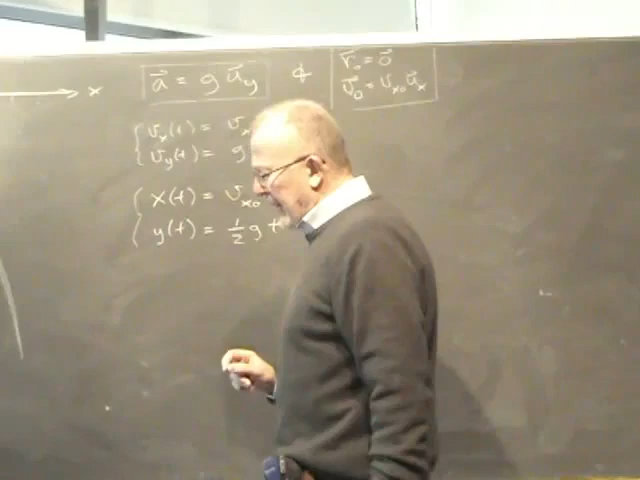 x
a⃗ = g u⃗y &
r⃗₀ = 0⃗
v⃗₀ = vx₀ u⃗x
vx(t) = vx
vy(t) = g
x(t) = vx₀
y(t) = 1/2 g t